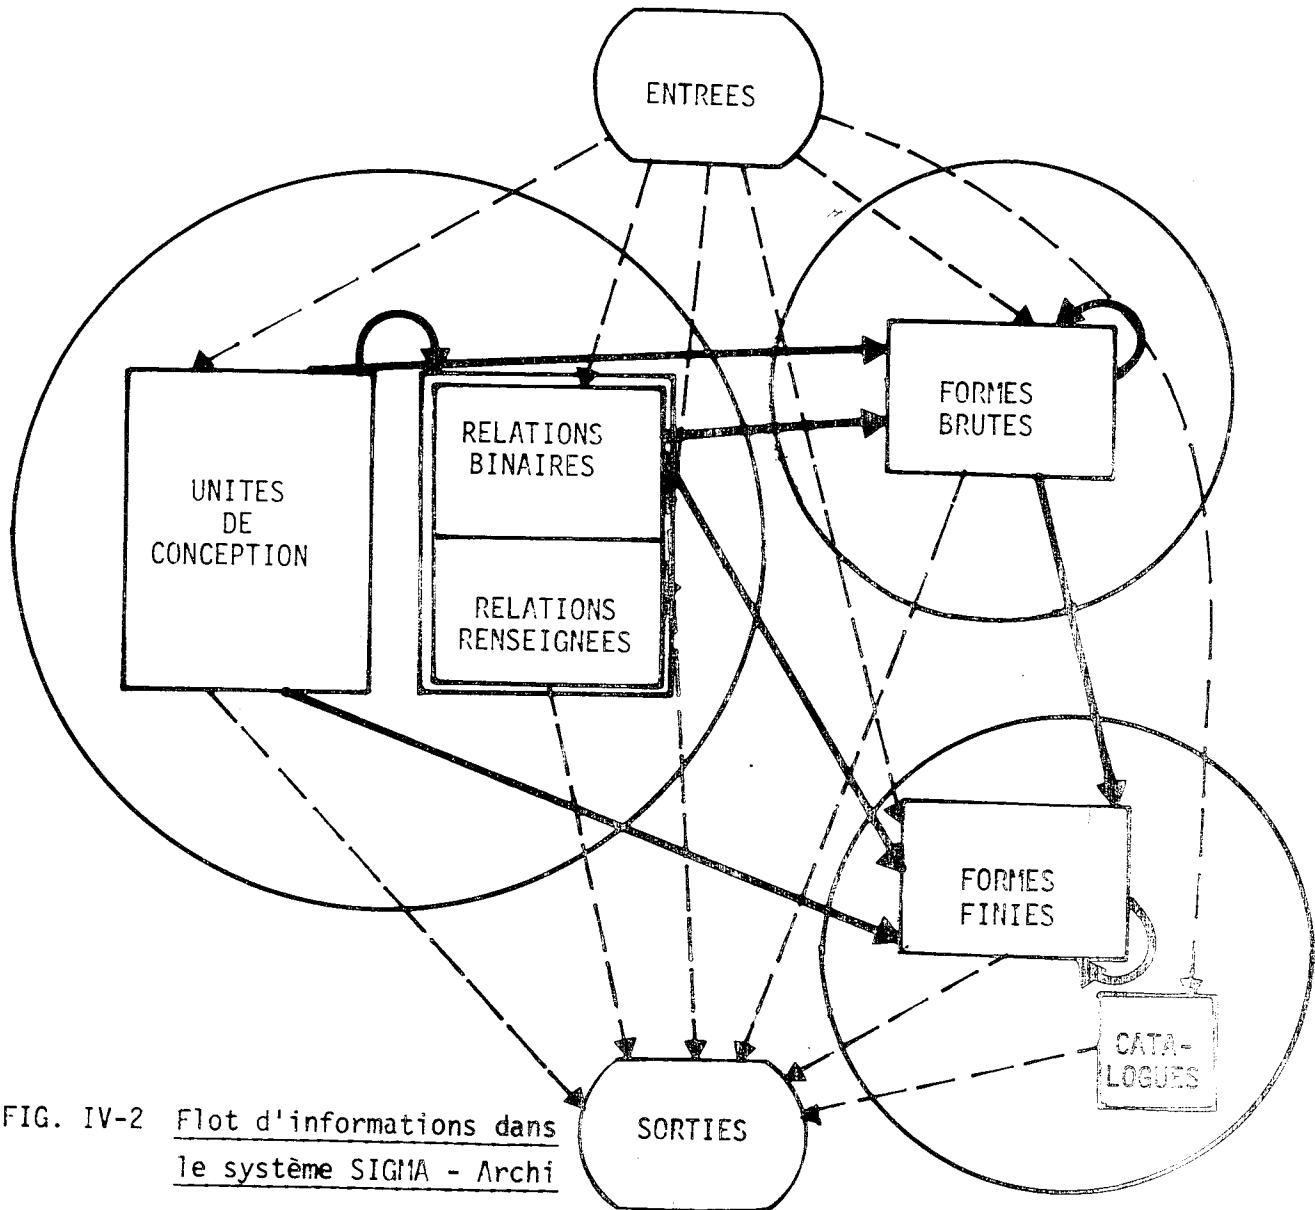 ENTREES
FORMES
BRUTES
RELATIONS
BINAIRES
UNITES
DE
CONCEPTION
RELATIONS
RENSEIGNEES
FORMES
FINIES
CATA-
LOGUES
SORTIES
FIG. IV-2 Flot d'informations dans
le système SIGMA - Archi